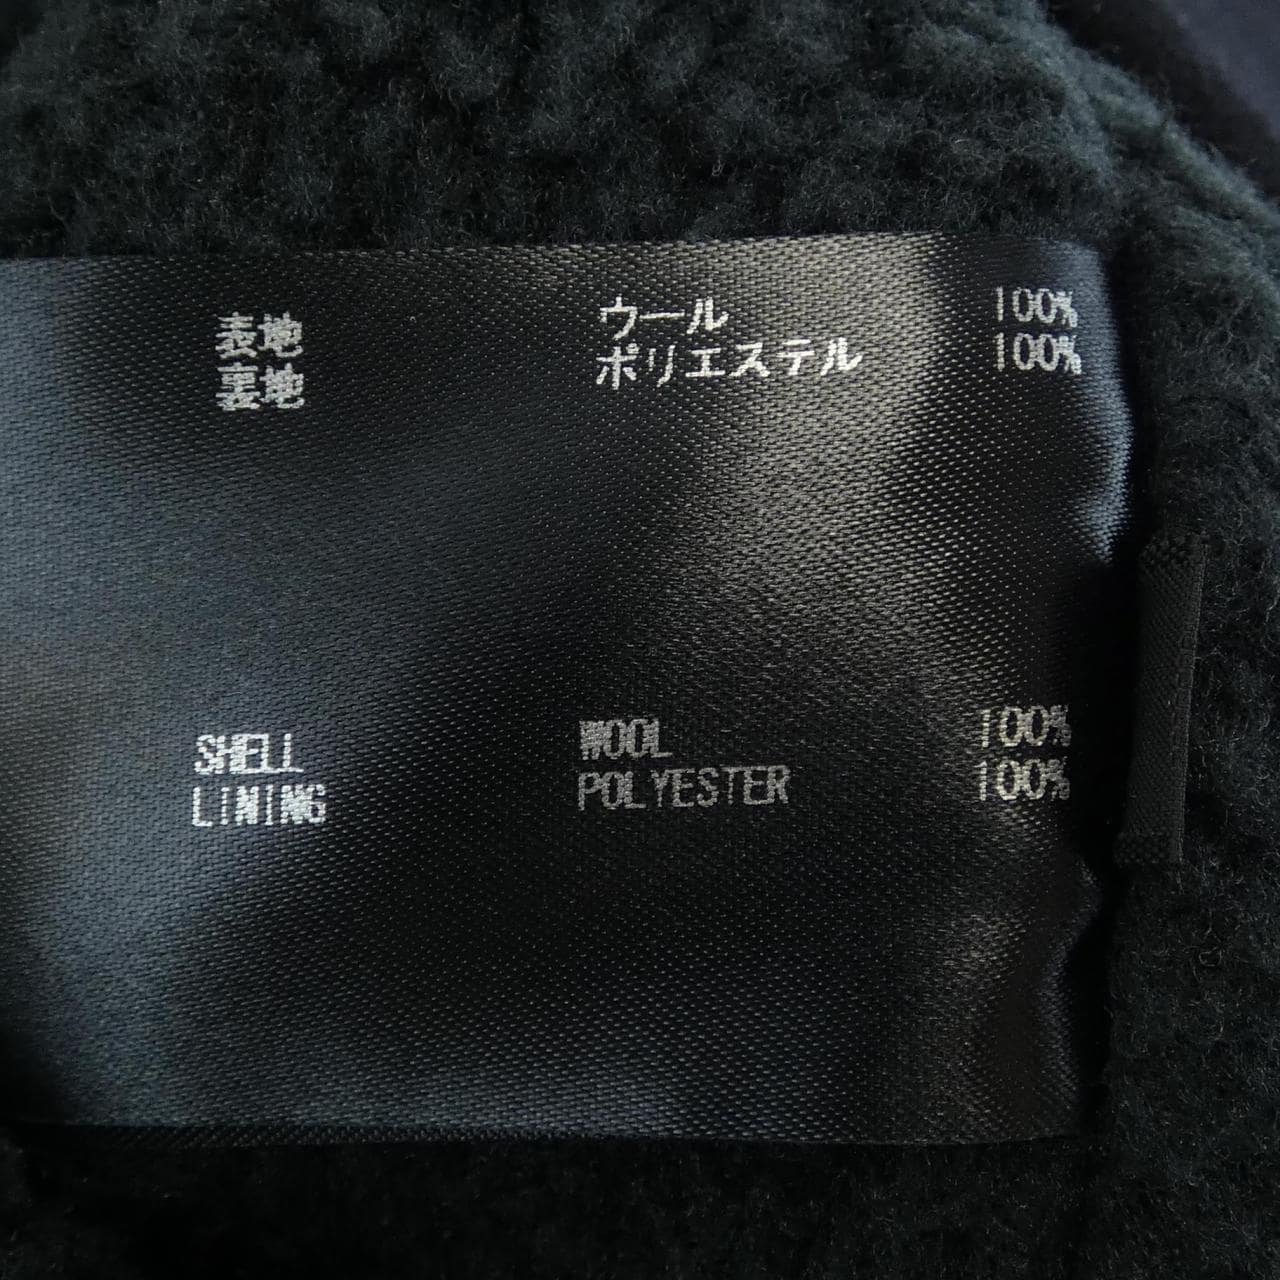 表地 ウール 100%
裏地 ポリエステル 100%
SHELL WOOL 100%
LINING POLYESTER 100%